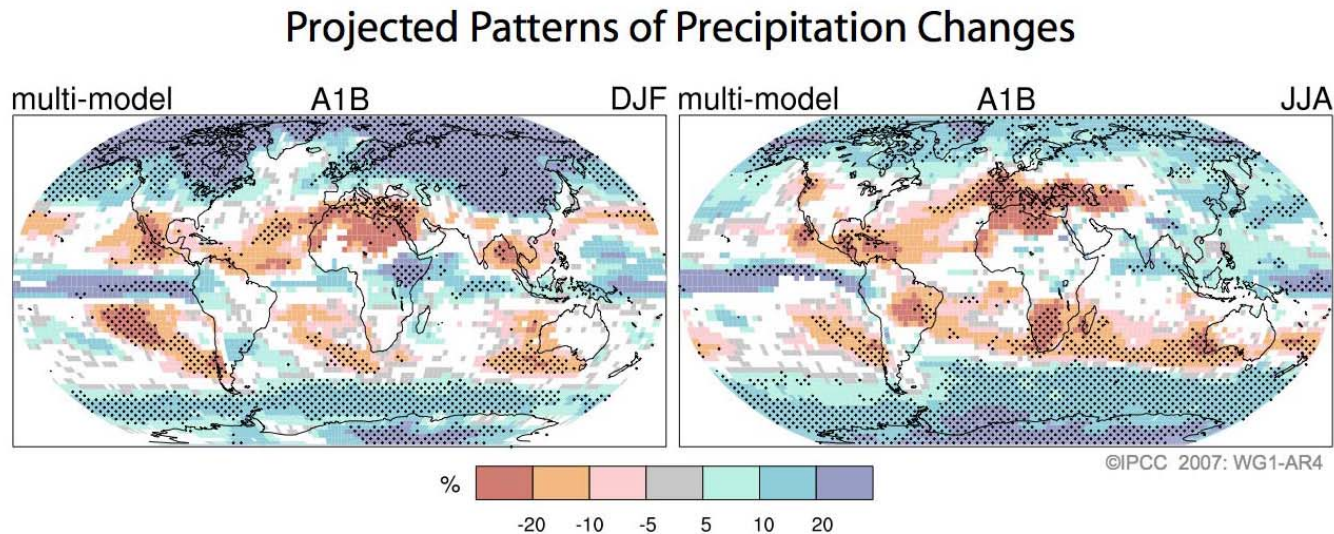 Projected Patterns of Precipitation Changes
multi-model A1B DJF multi-model A1B JJA
©IPCC 2007: WG1-AR4
%
-20 -10 -5 5 10 20